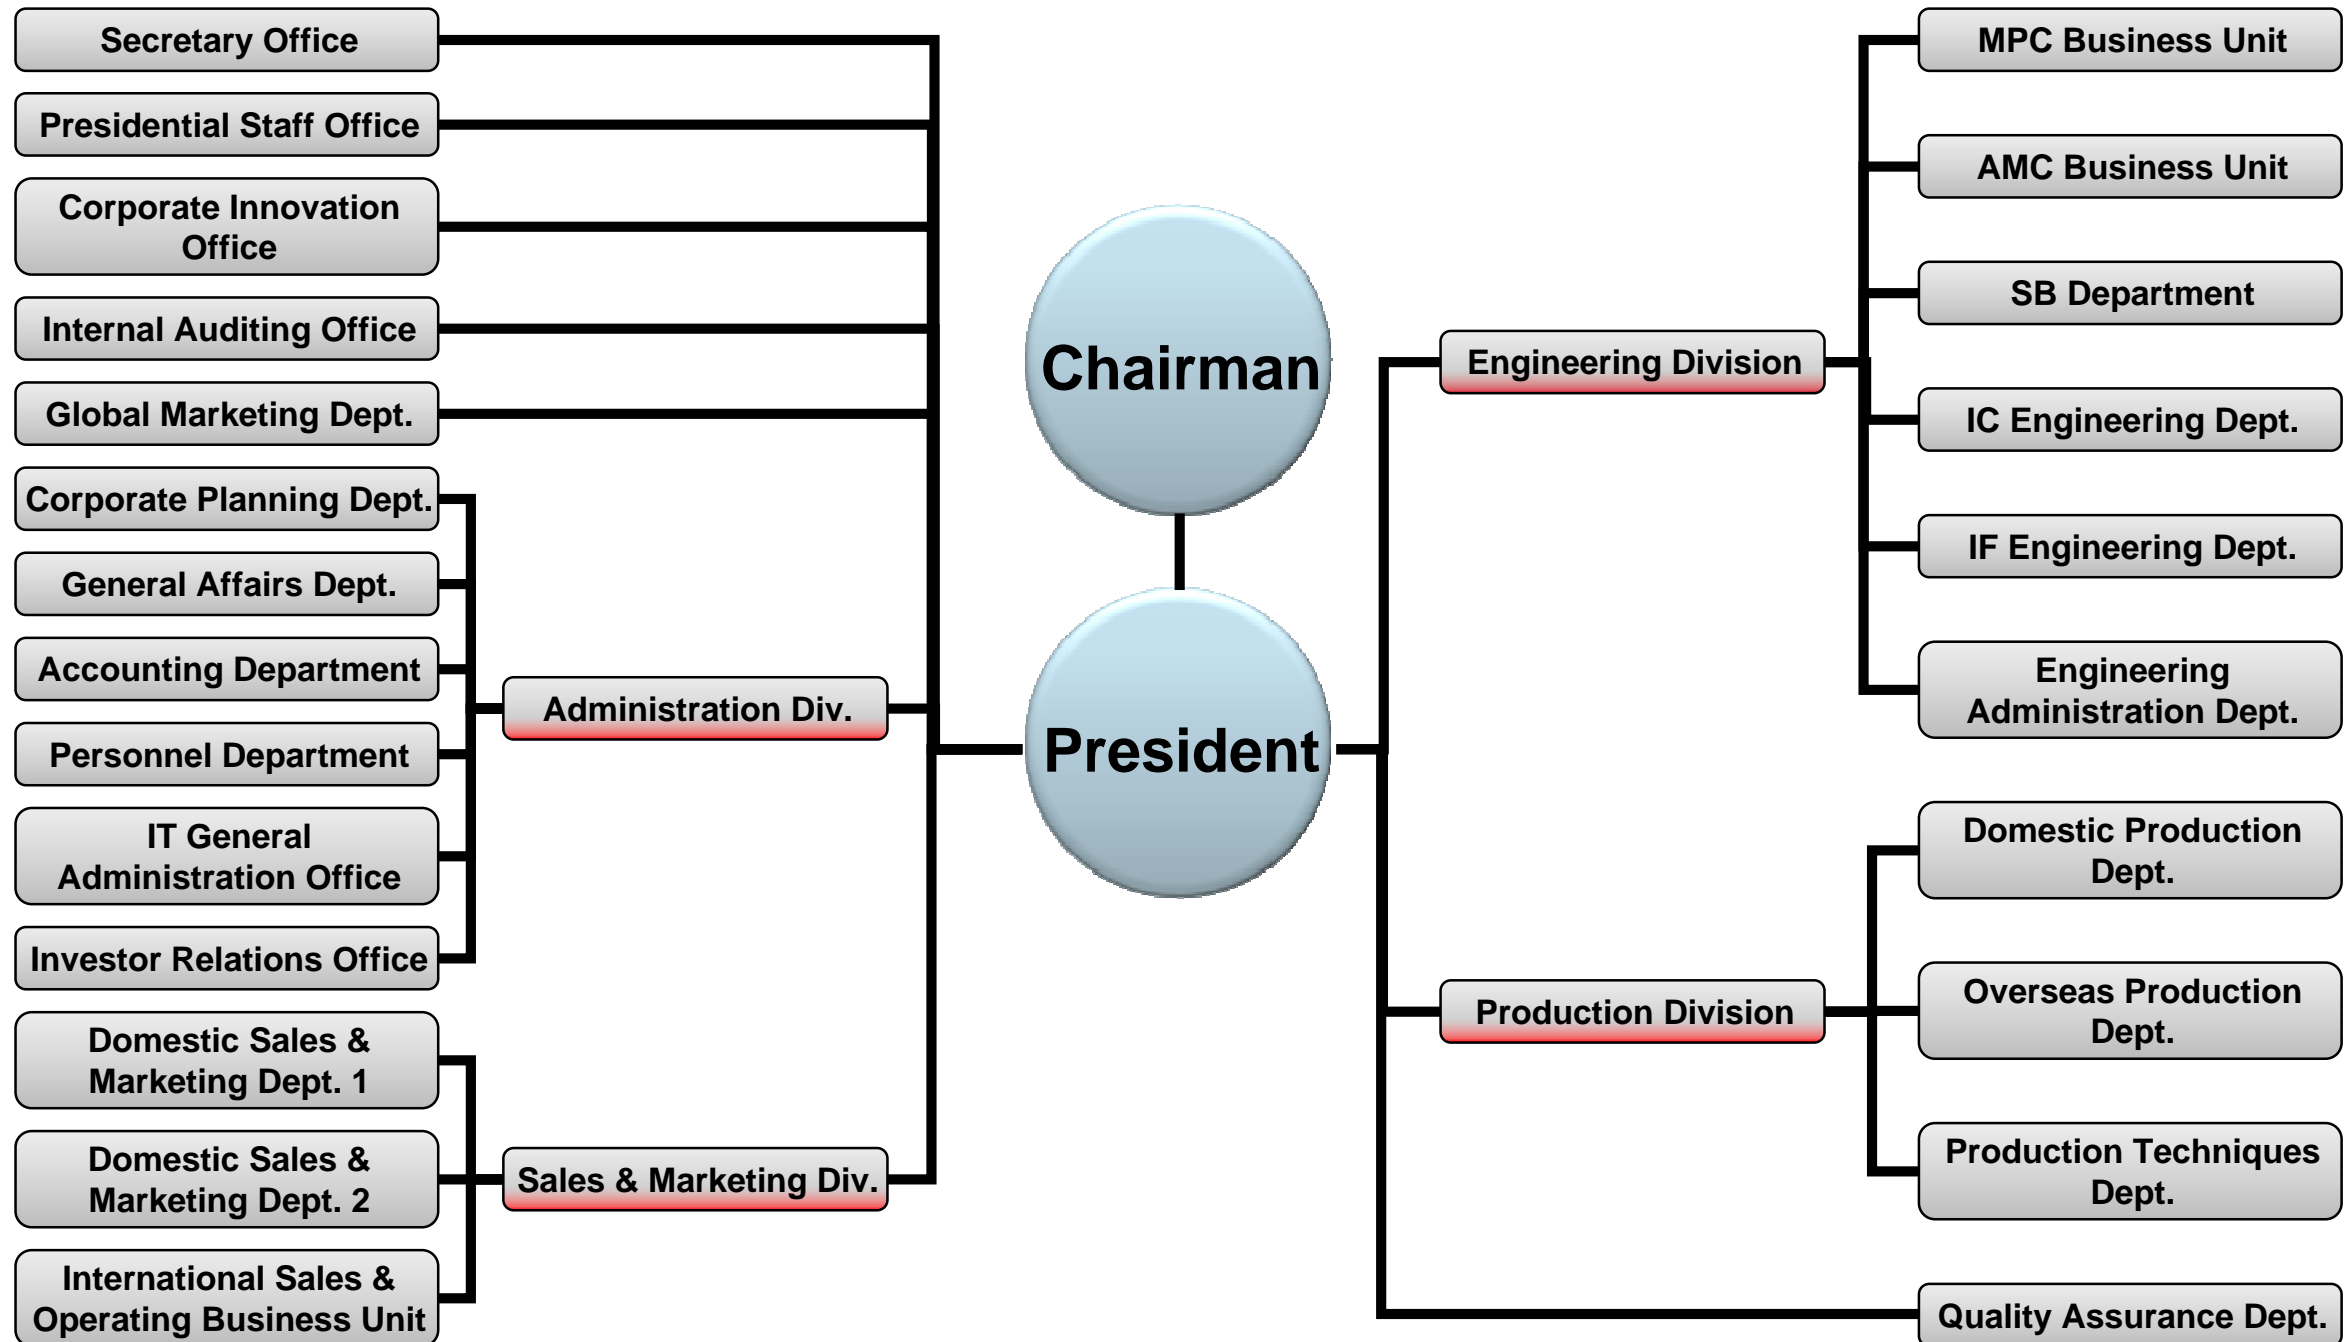 Secretary Office
Presidential Staff Office
Corporate Innovation
Office
Internal Auditing Office
Global Marketing Dept.
Corporate Planning Dept.
General Affairs Dept.
Accounting Department
Personnel Department
IT General
Administration Office
Investor Relations Office
Domestic Sales &
Marketing Dept. 1
Domestic Sales &
Marketing Dept. 2
International Sales &
Operating Business Unit
Administration Div.
Sales & Marketing Div.
Chairman
President
Engineering Division
Production Division
MPC Business Unit
AMC Business Unit
SB Department
IC Engineering Dept.
IF Engineering Dept.
Engineering
Administration Dept.
Domestic Production
Dept.
Overseas Production
Dept.
Production Techniques
Dept.
Quality Assurance Dept.